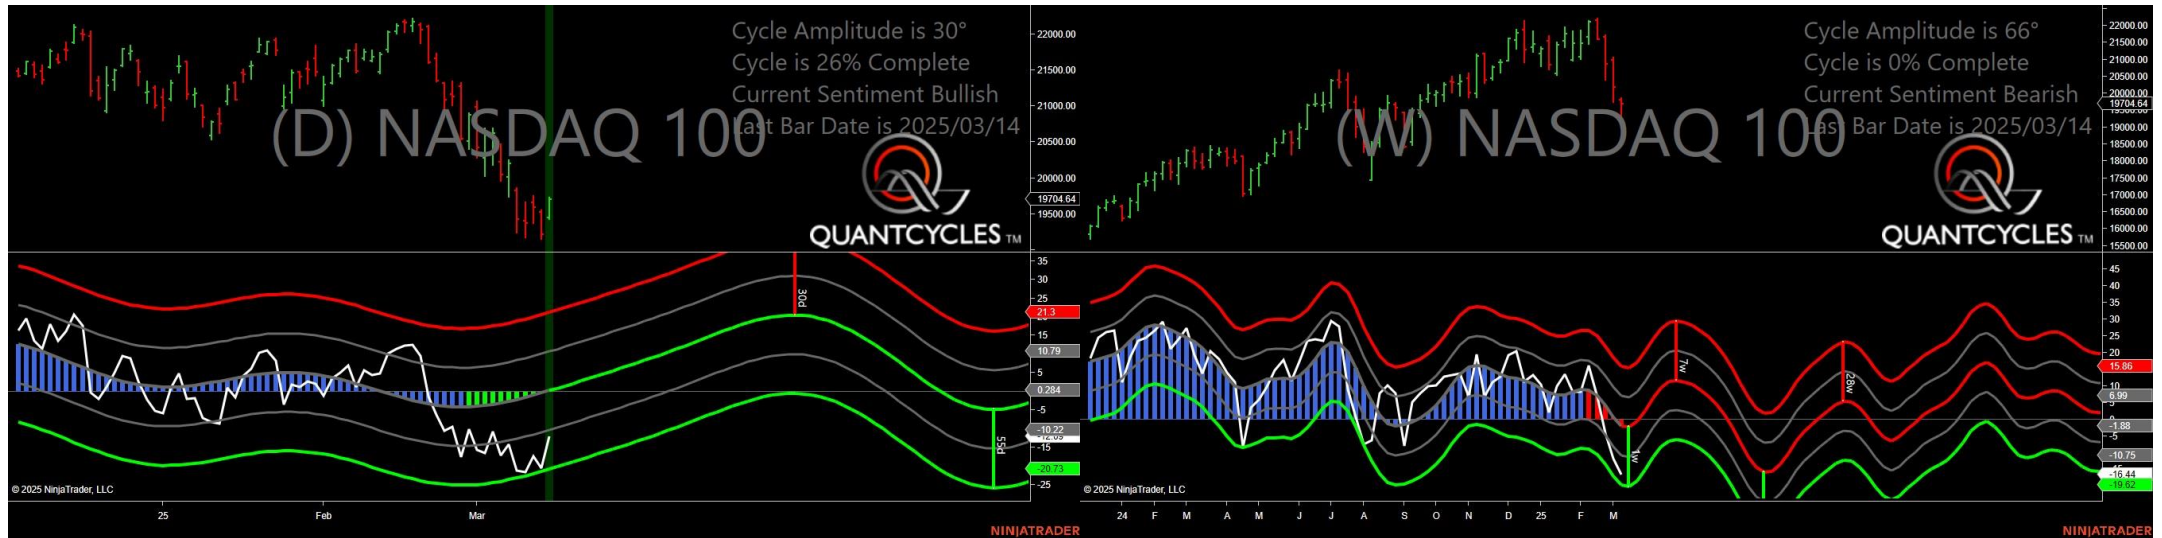 Cycle Amplitude is 30°
Cycle is 26% Complete
Current Sentiment Bullish
Last Bar Date is 2025/03/14
(D) NASDAQ 100
QUANTCYCLES TM
22000.00
21500.00
21000.00
20500.00
20000.00
19704.64
19500.00
35
30
25
21.3
15
10.79
5
0.284
-5
-10.22
-12.09
-15
-20.73
-25
30d
55d
© 2025 NinjaTrader, LLC
25 Feb Mar
NINJATRADER
Cycle Amplitude is 66°
Cycle is 0% Complete
Current Sentiment Bearish
Last Bar Date is 2025/03/14
(W) NASDAQ 100
QUANTCYCLES TM
22000.00
21500.00
21000.00
20500.00
20000.00
19704.64
19000.00
18500.00
18000.00
17500.00
17000.00
16500.00
16000.00
15500.00
45
40
35
30
25
20
15.86
10
6.99
-1.88
-5
-10.75
-16.44
-19.62
1w
7w
28w
© 2025 NinjaTrader, LLC
24 F M A M J J A S O N D 25 F M
NINJATRADER